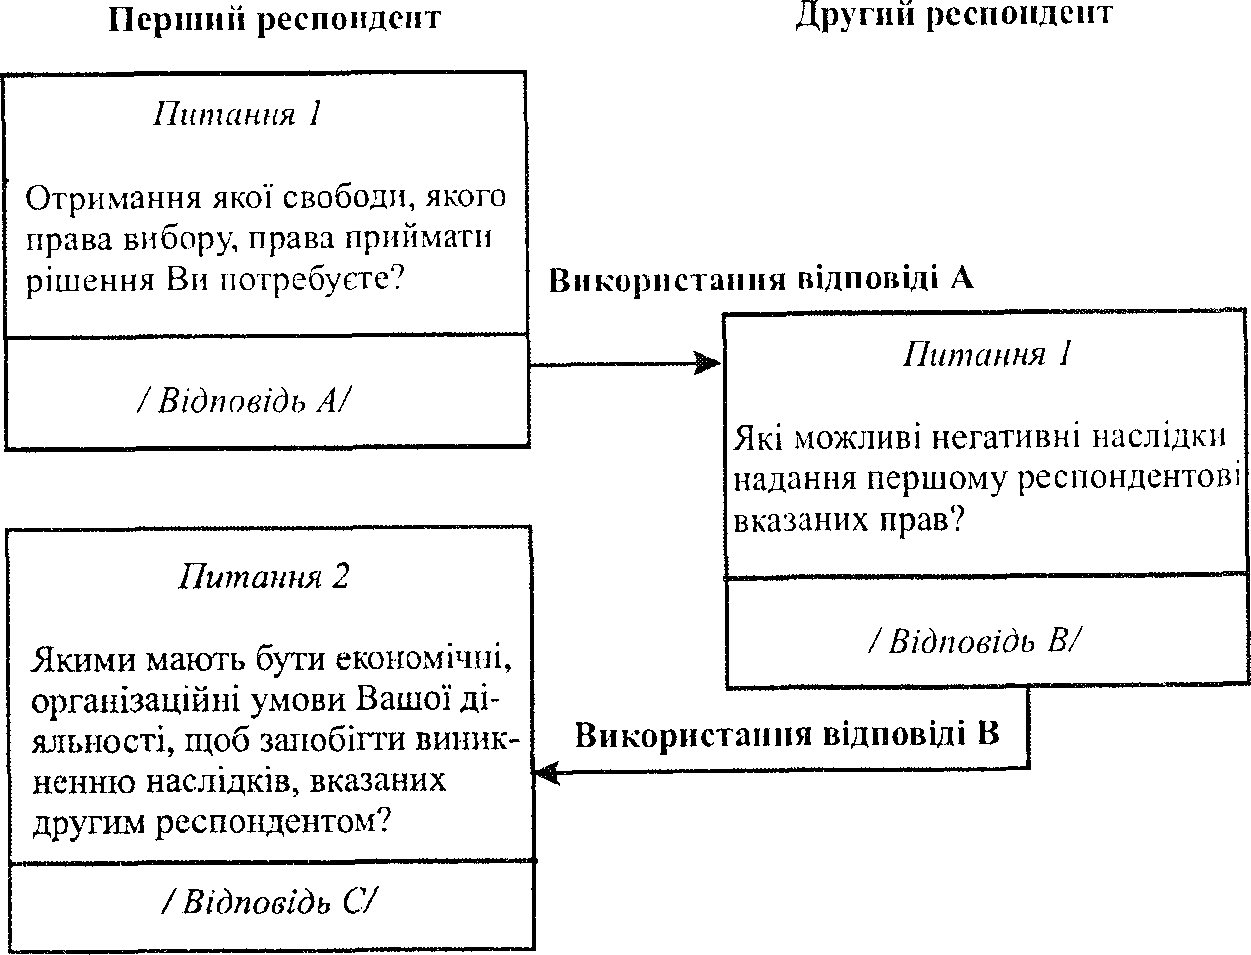 Перший респондент
Другий респондент
Питання 1
Отримання якої свободи, якого
права вибору, права приймати
рішення Ви потребуєте?
/ Відповідь А/
Використання відповіді А
Питання 1
Які можливі негативні наслідки
надання першому респондентові
вказаних прав?
/ Відповідь В/
Використання відповіді В
Питання 2
Якими мають бути економічні,
організаційні умови Вашої ді-
яльності, щоб запобігти виник-
ненню наслідків, вказаних
другим респондентом?
/ Відповідь С/